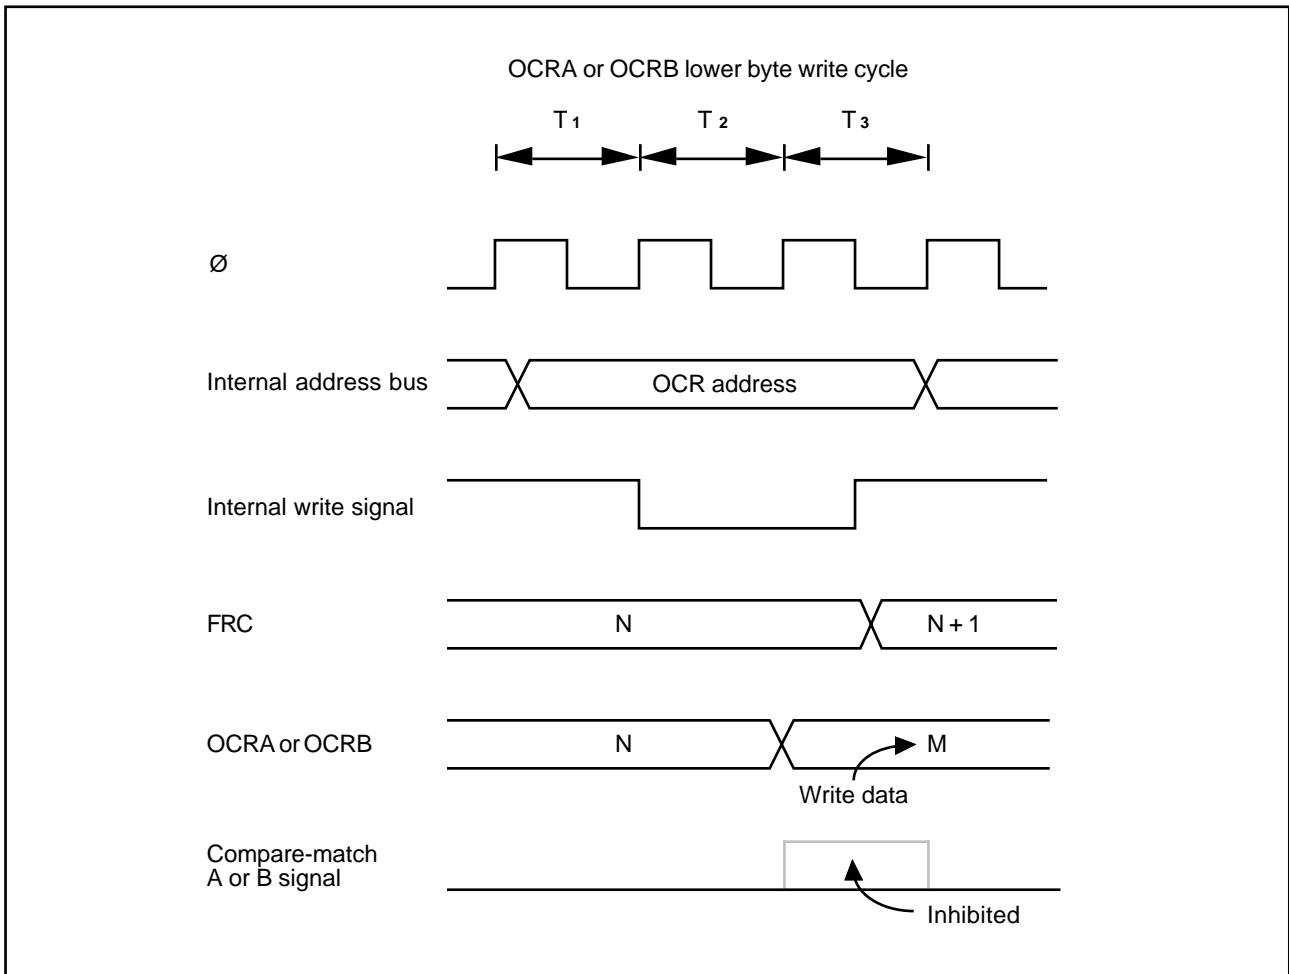 OCRA or OCRB lower byte write cycle
T1 T2 T3
Ø
Internal address bus
OCR address
Internal write signal
FRC
N
N + 1
OCRA or OCRB
N
M
Write data
Compare-match
A or B signal
Inhibited